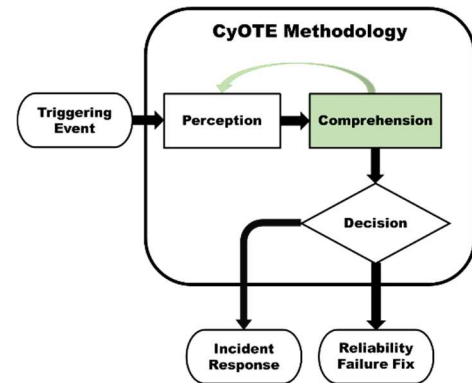 CyOTE Methodology
Triggering
Event
Perception
Comprehension
Decision
Incident
Response
Reliability
Failure Fix